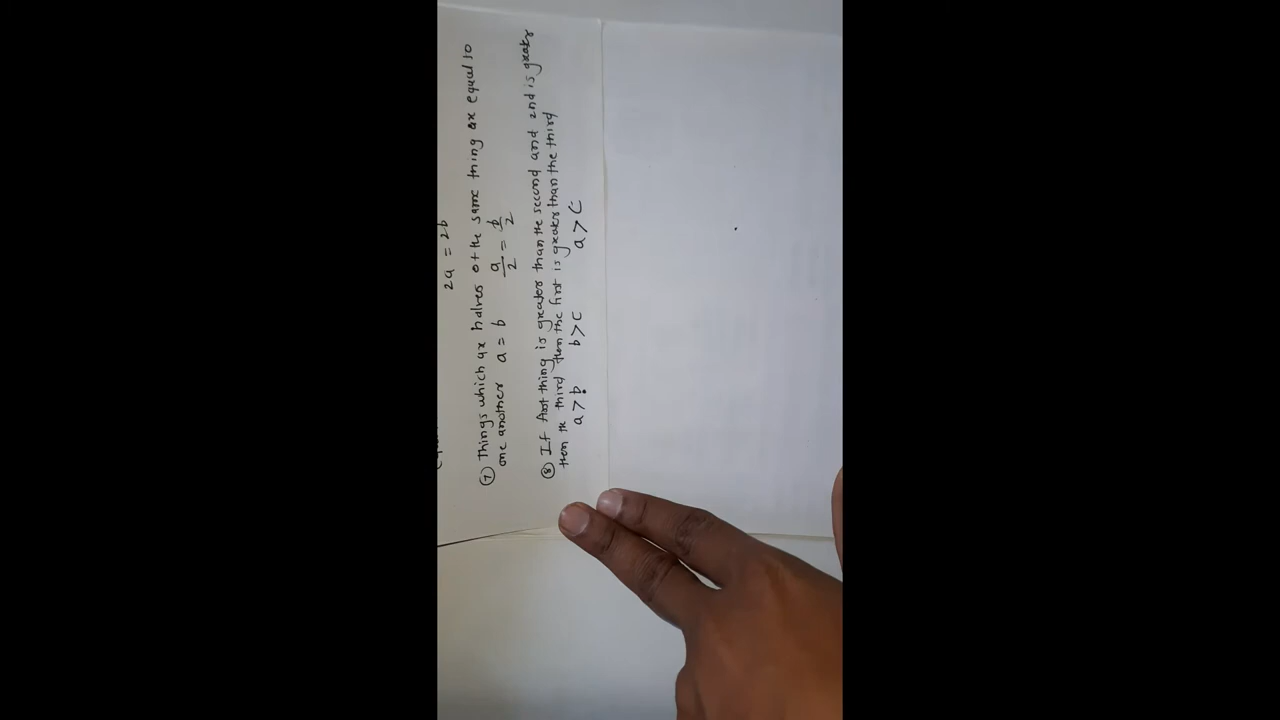 2a = 2b
⑦ Things which are halves of the same thing are equal to
one another a = b a/2 = b/2
⑧ If first thing is greater than the second and 2nd is greater
then the third then the first is greater than the third
a > b b > c a > c